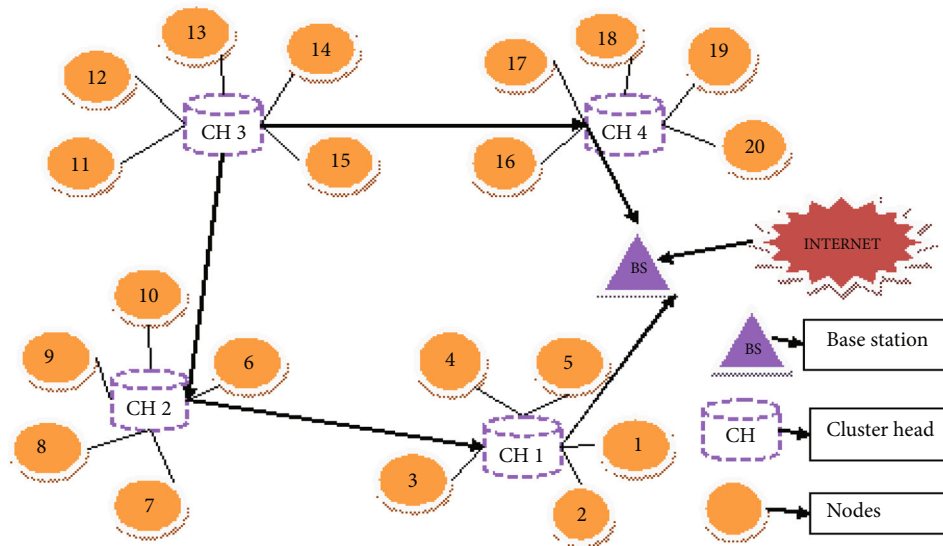 13
14
12
CH 3
11
15
18
19
17
CH 4
16
20
INTERNET
BS
10
9
6
CH 2
8
7
4
5
CH 1
1
3
2
BS
Base station
CH
Cluster head
Nodes